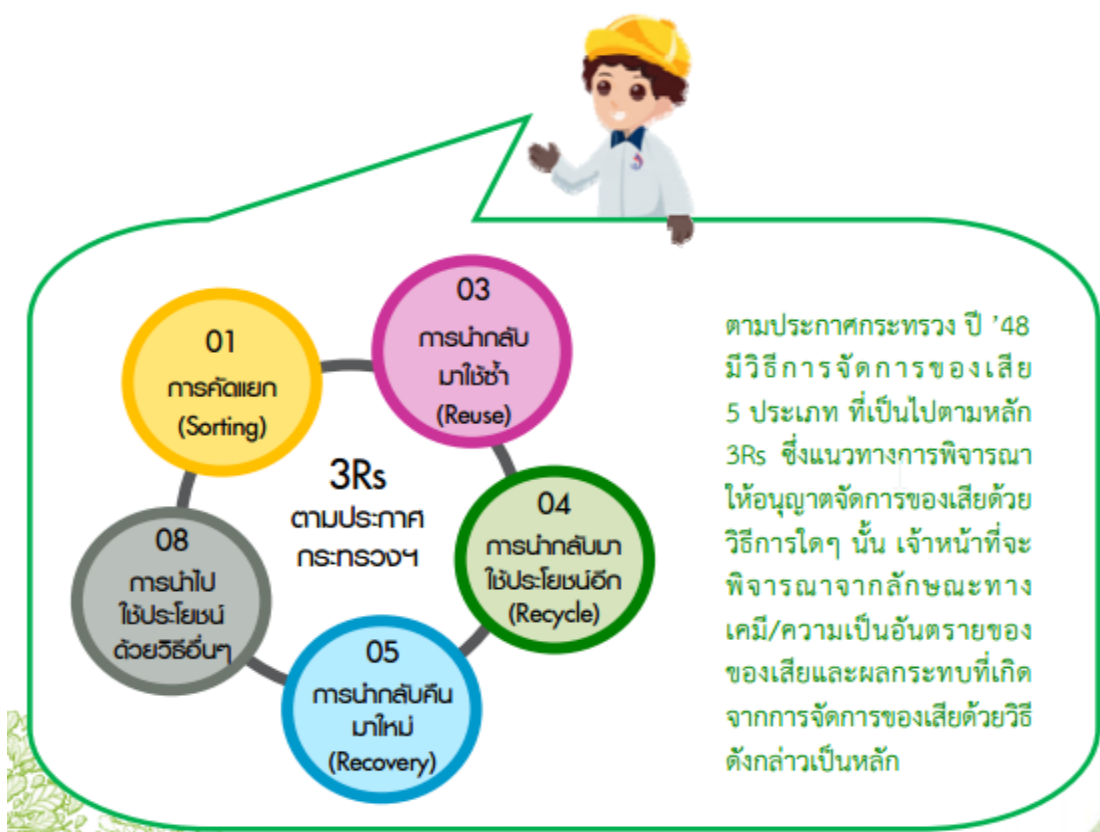 01
การคัดแยก
(Sorting)
03
การนำกลับ
มาใช้ซ้ำ
(Reuse)
04
การนำกลับมา
ใช้ประโยชน์อีก
(Recycle)
05
การนำกลับคืน
มาใหม่
(Recovery)
08
การนำไป
ใช้ประโยชน์
ด้วยวิธีอื่นๆ
3Rs
ตามประกาศ
กระทรวงฯ
ตามประกาศกระทรวง ปี ’48
มีวิธีการจัดการของเสีย
5 ประเภท ที่เป็นไปตามหลัก
3Rs ซึ่งแนวทางการพิจารณา
ให้อนุญาตจัดการของเสียด้วย
วิธีการใดๆ นั้น เจ้าหน้าที่จะ
พิจารณาจากลักษณะทาง
เคมี/ความเป็นอันตรายของ
ของเสียและผลกระทบที่เกิด
จากการจัดการของเสียด้วยวิธี
ดังกล่าวเป็นหลัก